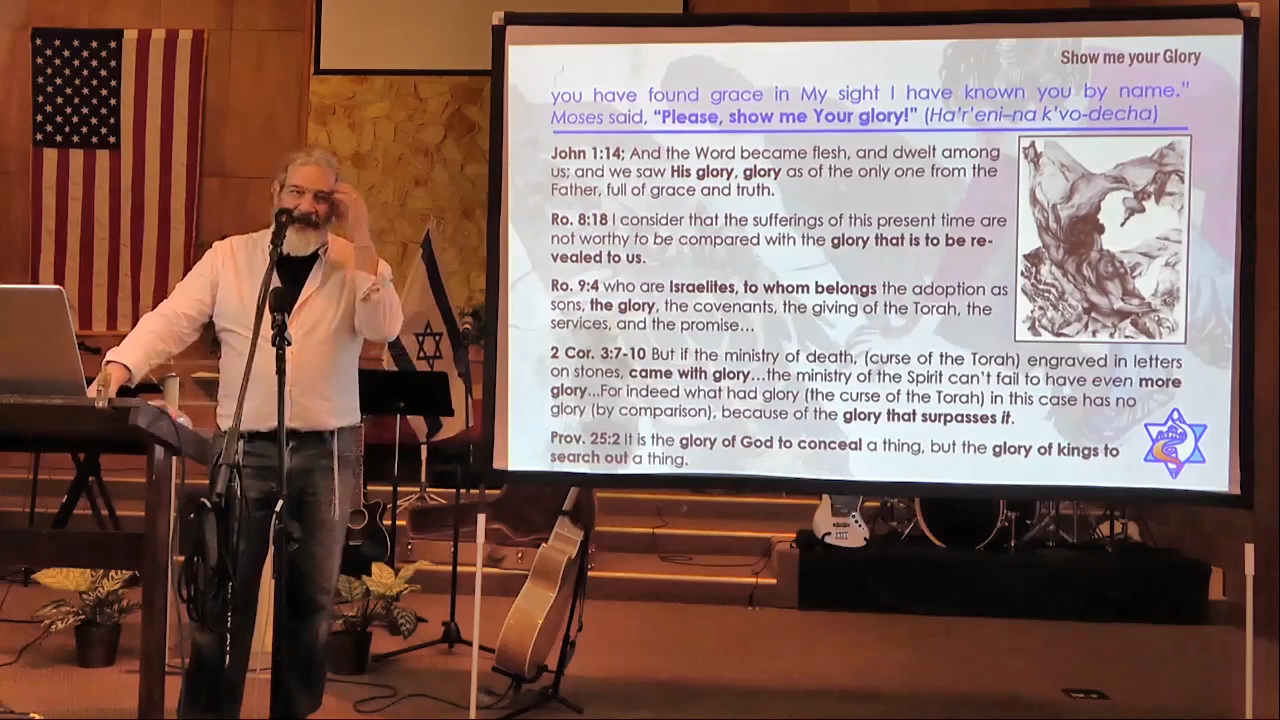 Show me your Glory
you have found grace in My sight I have known you by name."
Moses said, "Please, show me Your glory!" (Ha'r'eni–na k'vo-decha)
John 1:14; And the Word became flesh, and dwelt among
us; and we saw His glory, glory as of the only one from the
Father, full of grace and truth.
Ro. 8:18 I consider that the sufferings of this present time are
not worthy to be compared with the glory that is to be re-
vealed to us.
Ro. 9:4 who are Israelites, to whom belongs the adoption as
sons, the glory, the covenants, the giving of the Torah, the
services, and the promise…
2 Cor. 3:7-10 But if the ministry of death, (curse of the Torah) engraved in letters
on stones, came with glory…the ministry of the Spirit can't fail to have even more
glory…For indeed what had glory (the curse of the Torah) in this case has no
glory (by comparison), because of the glory that surpasses it.
Prov. 25:2 It is the glory of God to conceal a thing, but the glory of kings to
search out a thing.